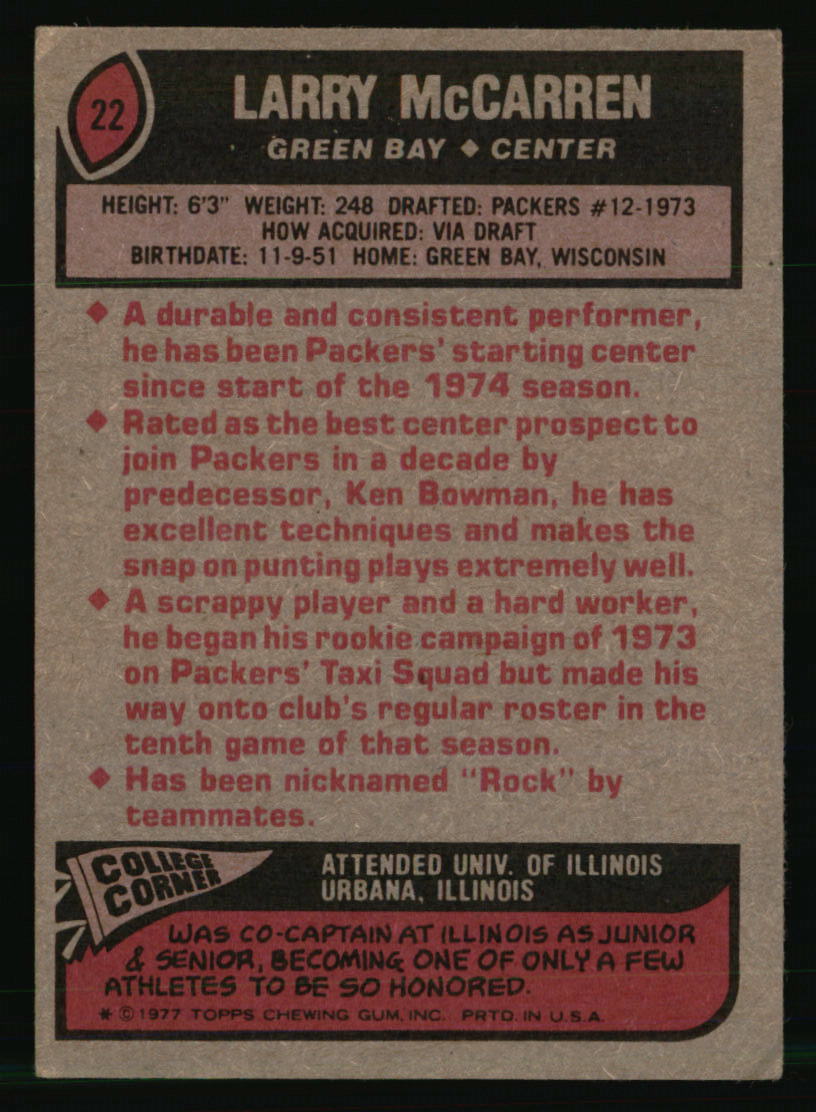 22
LARRY McCARREN
GREEN BAY ◆ CENTER
HEIGHT: 6'3" WEIGHT: 248 DRAFTED: PACKERS #12-1973
HOW ACQUIRED: VIA DRAFT
BIRTHDATE: 11-9-51 HOME: GREEN BAY, WISCONSIN
◆ A durable and consistent performer,
he has been Packers' starting center
since start of the 1974 season.
◆ Rated as the best center prospect to
join Packers in a decade by
predecessor, Ken Bowman, he has
excellent techniques and makes the
snap on punting plays extremely well.
◆ A scrappy player and a hard worker,
he began his rookie campaign of 1973
on Packers' Taxi Squad but made his
way onto club's regular roster in the
tenth game of that season.
◆ Has been nicknamed "Rock" by
teammates.
COLLEGE
CORNER
ATTENDED UNIV. OF ILLINOIS
URBANA, ILLINOIS
WAS CO-CAPTAIN AT ILLINOIS AS JUNIOR
& SENIOR, BECOMING ONE OF ONLY A FEW
ATHLETES TO BE SO HONORED.
* © 1977 TOPPS CHEWING GUM, INC. PRTD. IN U.S.A.